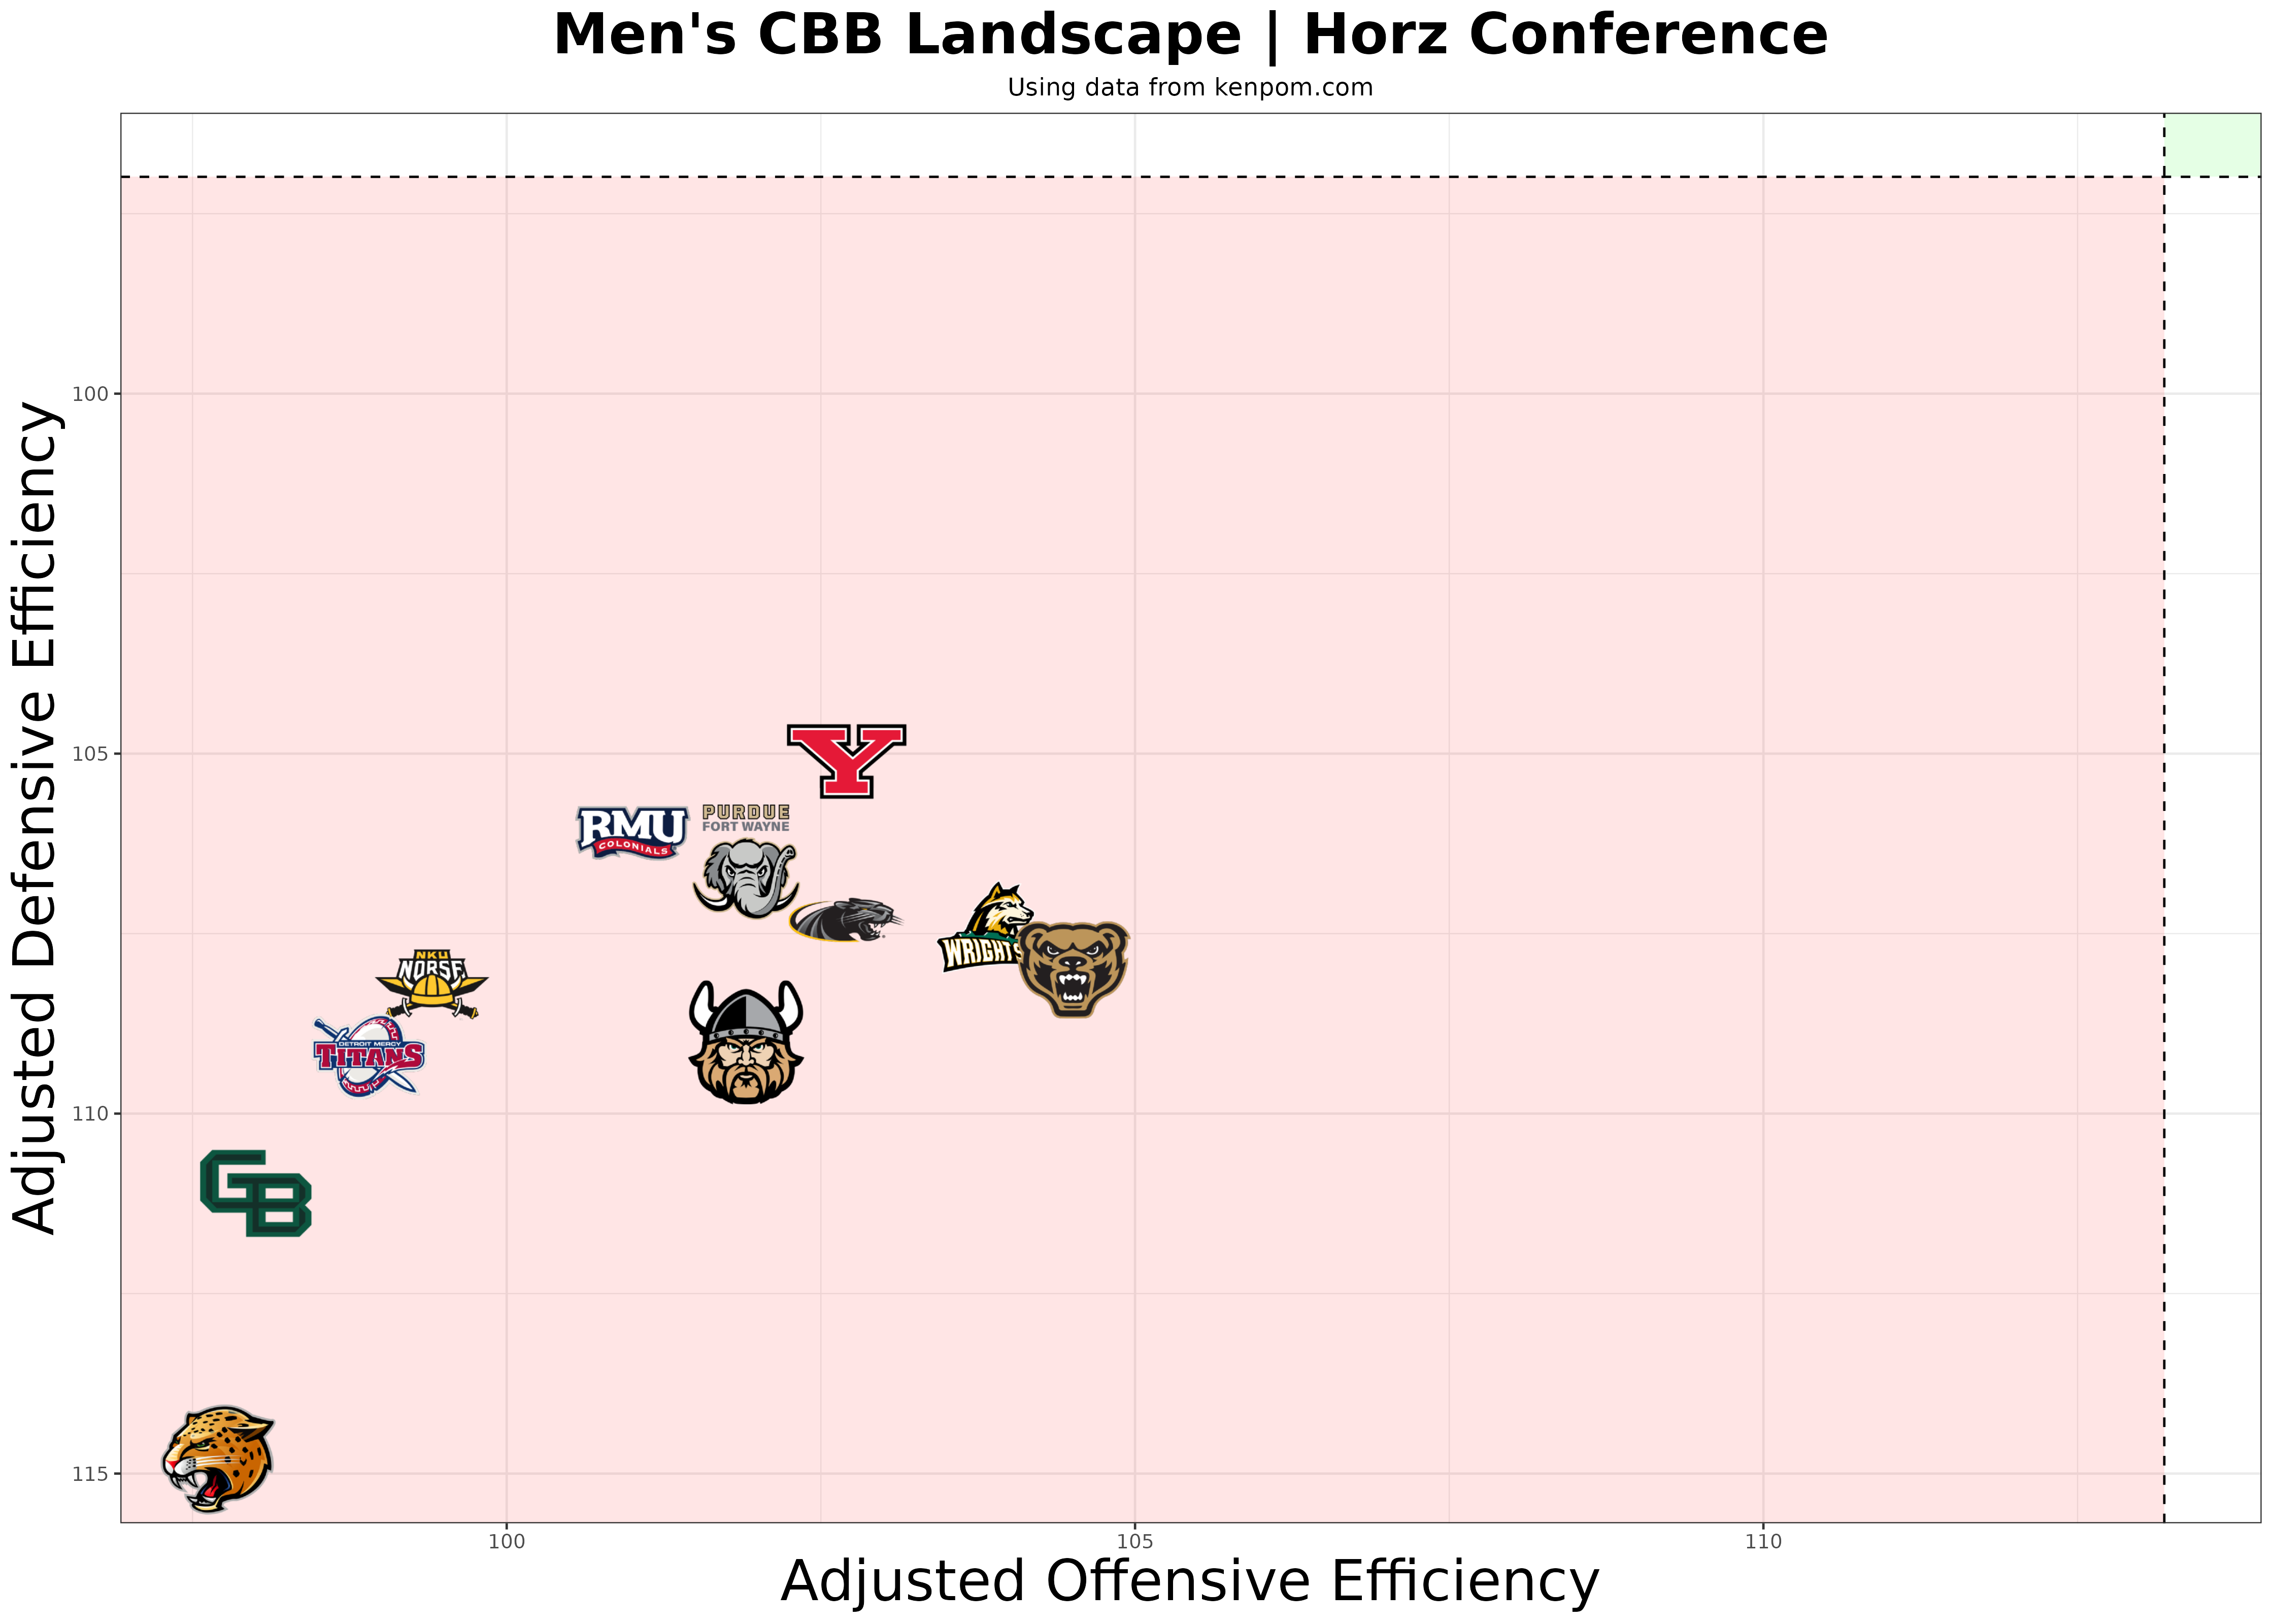 Men's CBB Landscape | Horz Conference
Using data from kenpom.com
Adjusted Defensive Efficiency
100
105
110
115
Y
RMU
COLONIALS
PURDUE
FORT WAYNE
WRIGHTS
NKU
NORSE
DETROIT MERCY
TITANS
GB
100
105
110
Adjusted Offensive Efficiency